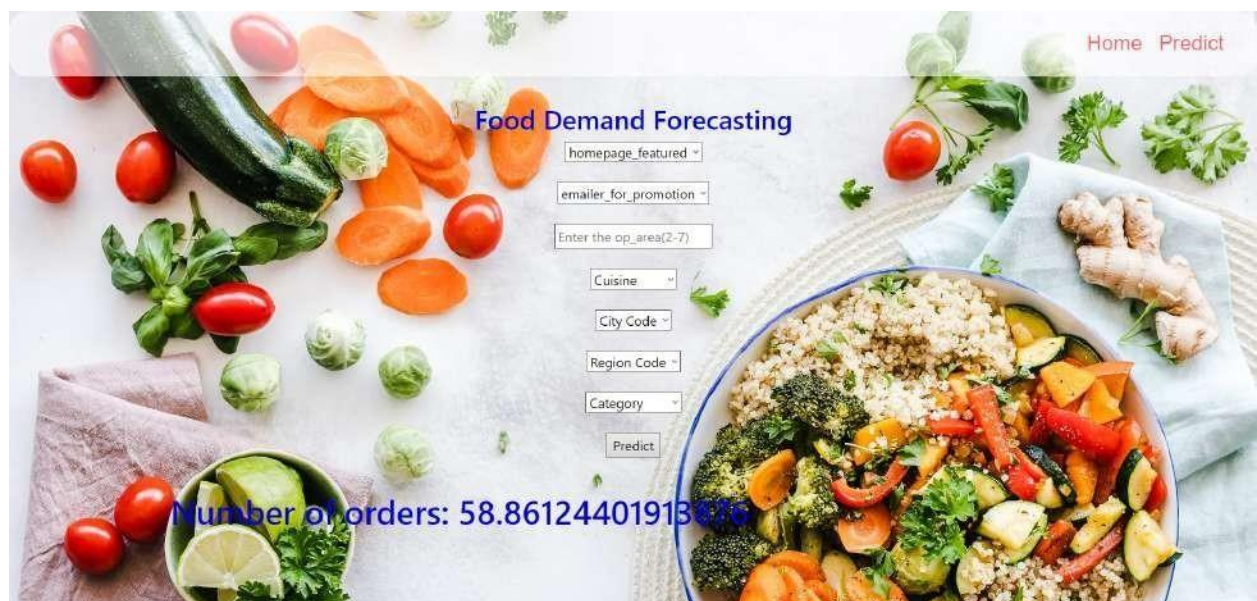 Home Predict
Food Demand Forecasting
homepage_featured
emailer_for_promotion
Enter the op_area(2-7)
Cuisine
City Code
Region Code
Category
Predict
Number of orders: 58.86124401913876